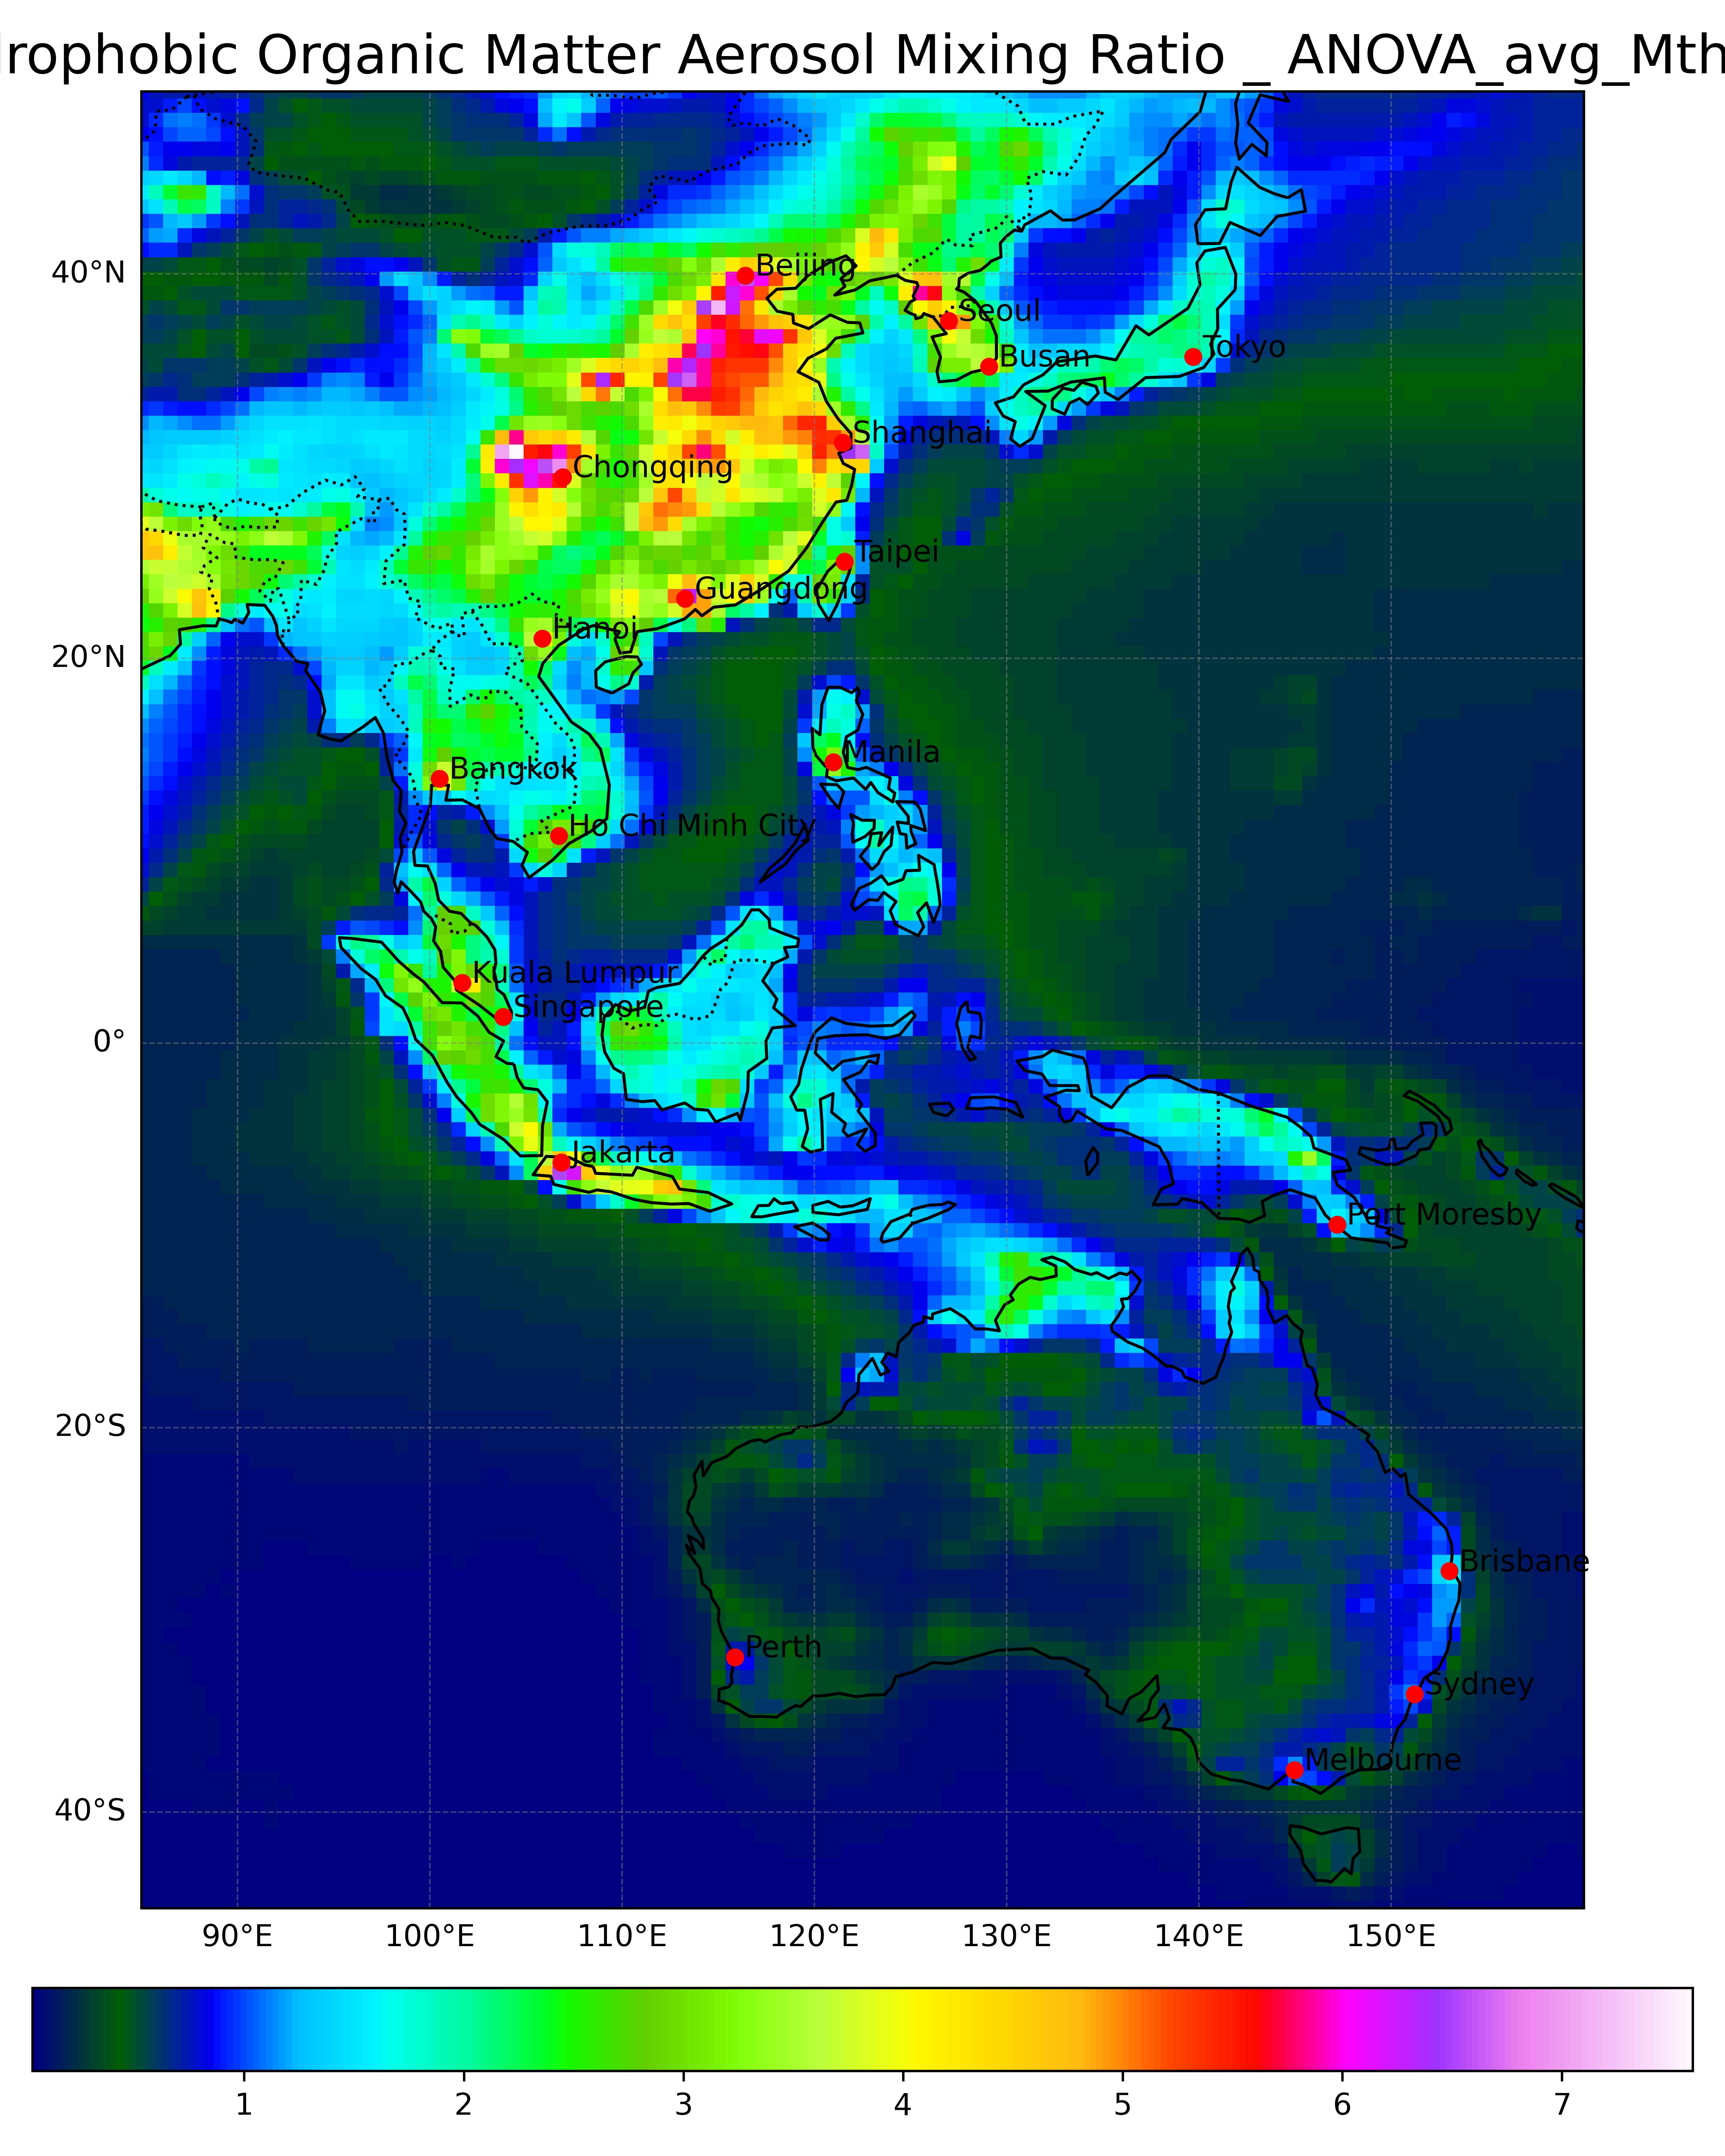 rophobic Organic Matter Aerosol Mixing Ratio _ ANOVA_avg_Mth
40°N
20°N
0°
20°S
40°S
Beijing
Seoul
Tokyo
Busan
Shanghai
Chongqing
Taipei
Guangdong
Hanoi
Manila
Bangkok
Ho Chi Minh City
Kuala Lumpur
Singapore
Jakarta
Port Moresby
Brisbane
Perth
Sydney
Melbourne
90°E 100°E 110°E 120°E 130°E 140°E 150°E
1 2 3 4 5 6 7